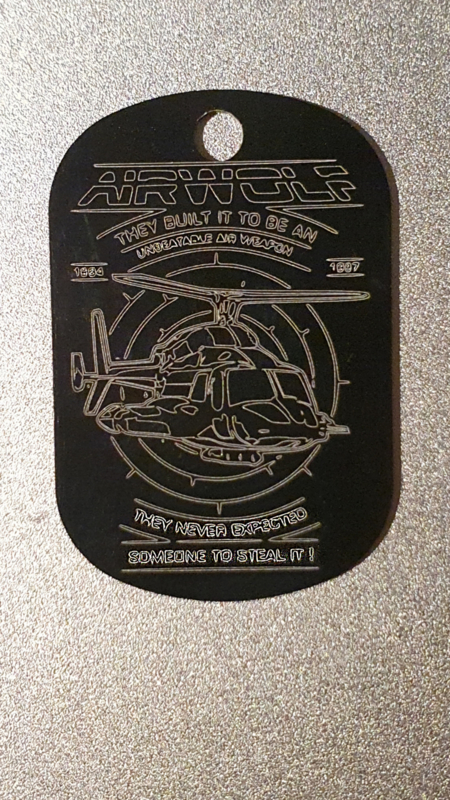 AIRWOLF
THEY BUILT IT TO BE AN
UNBEATABLE AIR WEAPON
1984 1987
THEY NEVER EXPECTED
SOMEONE TO STEAL IT !